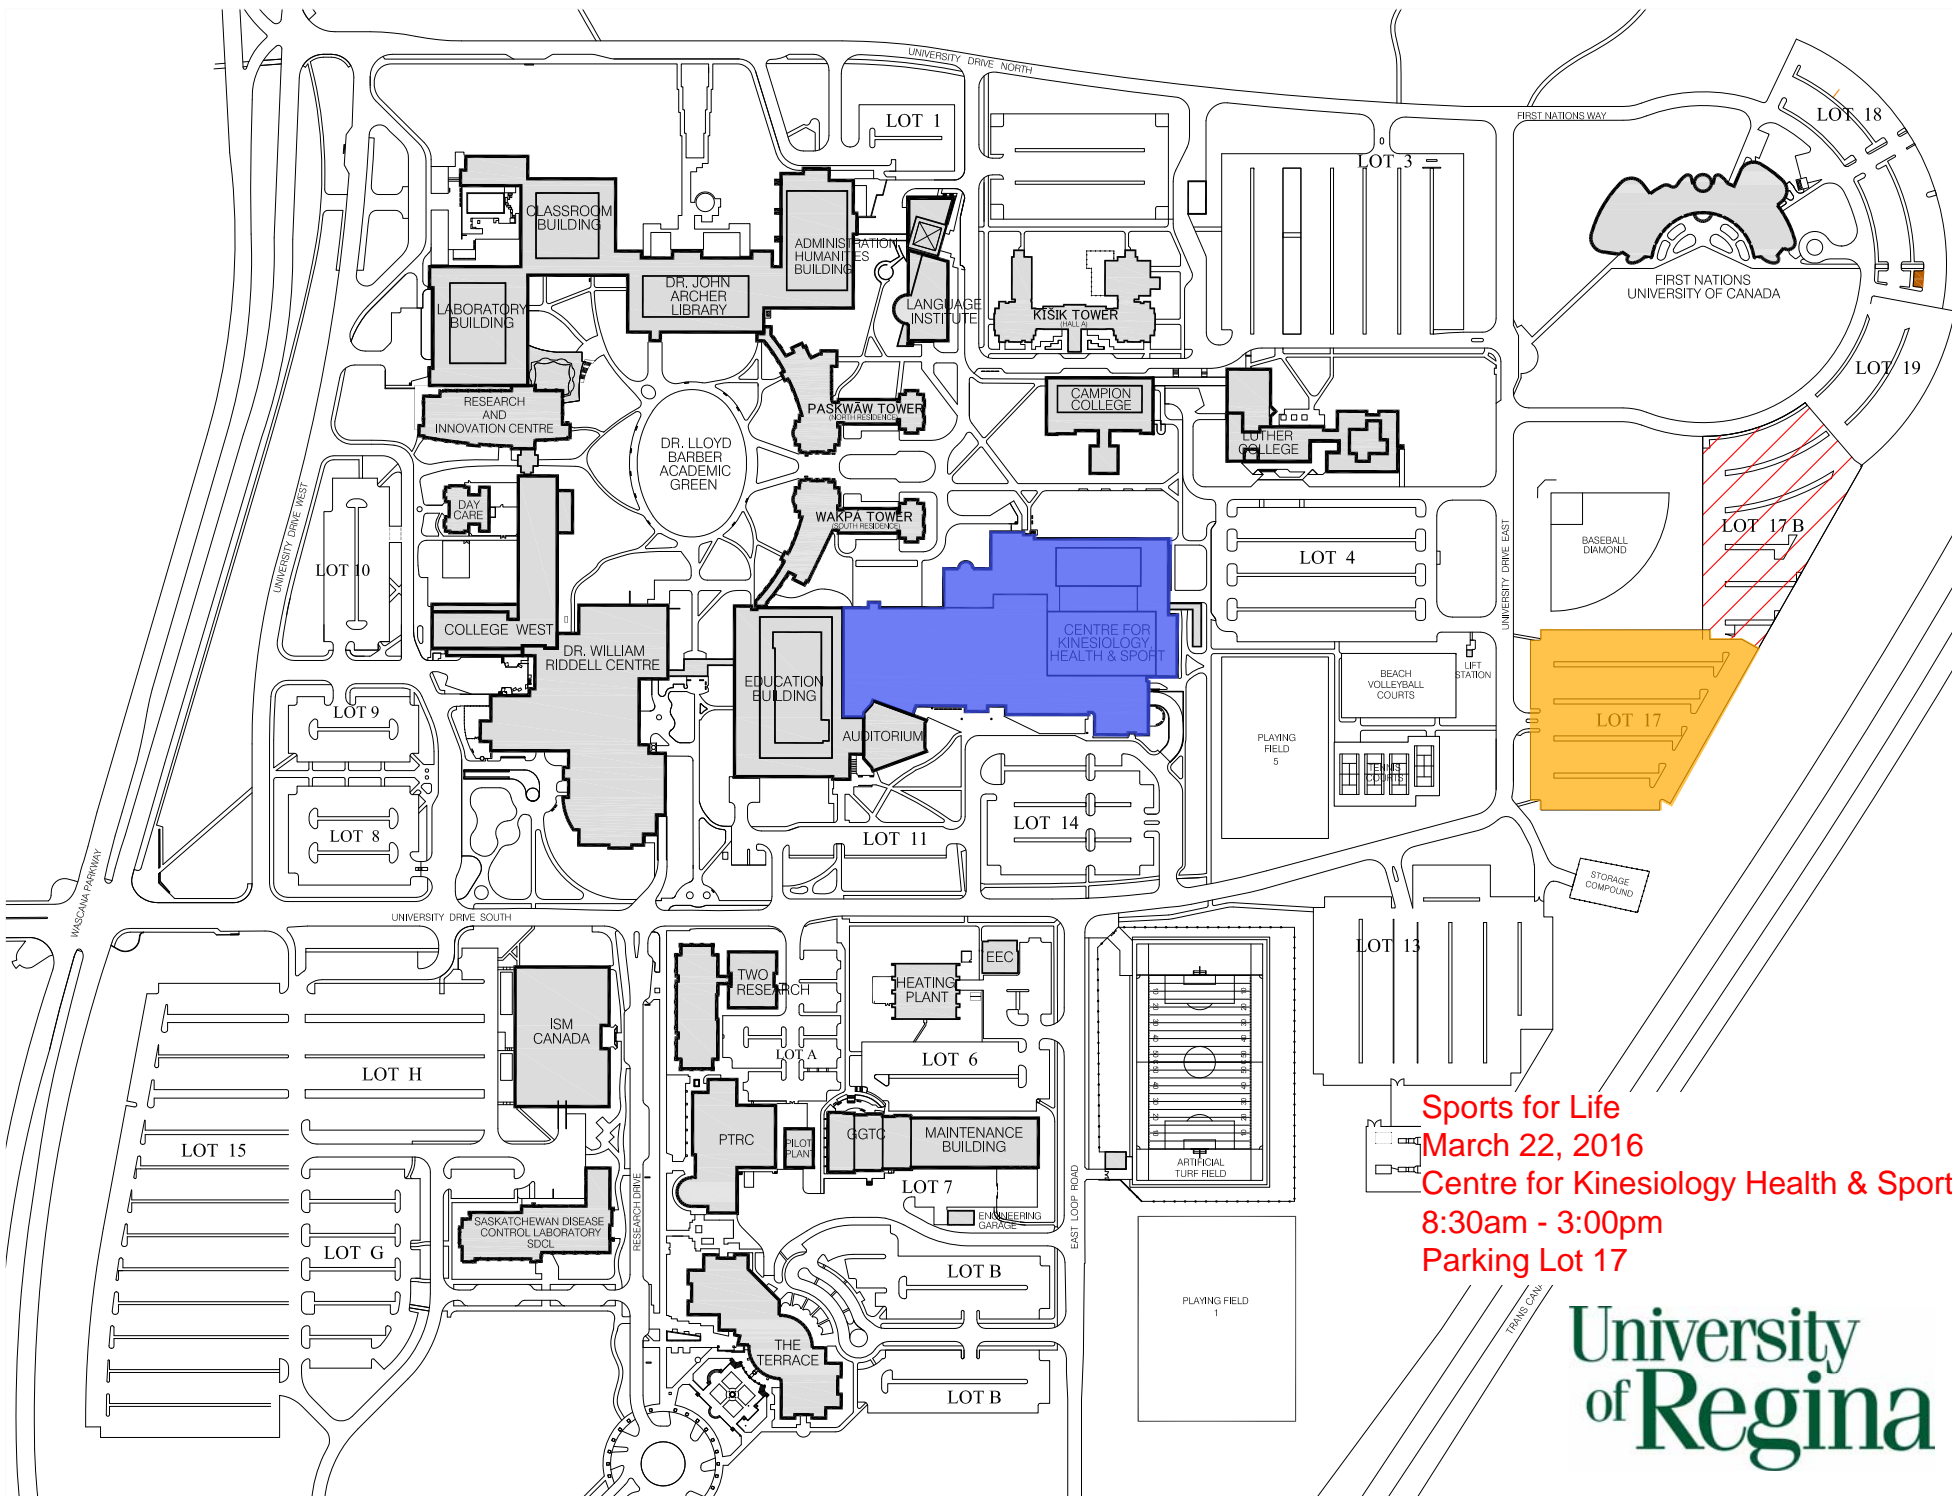 UNIVERSITY DRIVE NORTH
FIRST NATIONS WAY
LOT 18
LOT 1
LOT 3
CLASSROOM
BUILDING
ADMINISTRATION
HUMANITIES
BUILDING
FIRST NATIONS
UNIVERSITY OF CANADA
DR. JOHN
ARCHER
LIBRARY
LABORATORY
BUILDING
LANGUAGE
INSTITUTE
KĪSIK TOWER
(HALL A)
LOT 19
RESEARCH
AND
INNOVATION CENTRE
PASKWĀW TOWER
(NORTH RESIDENCE)
CAMPION
COLLEGE
LUTHER
COLLEGE
DR. LLOYD
BARBER
ACADEMIC
GREEN
DAY
CARE
WAKPA TOWER
(SOUTH RESIDENCE)
UNIVERSITY DRIVE WEST
UNIVERSITY DRIVE EAST
LOT 17 B
BASEBALL
DIAMOND
LOT 10
LOT 4
COLLEGE WEST
DR. WILLIAM
RIDDELL CENTRE
CENTRE FOR
KINESIOLOGY,
HEALTH & SPORT
EDUCATION
BUILDING
LIFT
STATION
BEACH
VOLLEYBALL
COURTS
LOT 9
LOT 17
AUDITORIUM
PLAYING
FIELD
5
TENNIS
COURTS
LOT 8
LOT 11
LOT 14
WASCANA PARKWAY
STORAGE
COMPOUND
UNIVERSITY DRIVE SOUTH
LOT 13
TWO
RESEARCH
EEC
HEATING
PLANT
ISM
CANADA
LOT A
LOT 6
LOT H
LOT 15
PTRC
PILOT
PLANT
GGTC
MAINTENANCE
BUILDING
ARTIFICIAL
TURF FIELD
Sports for Life
March 22, 2016
Centre for Kinesiology Health & Sport
8:30am - 3:00pm
Parking Lot 17
LOT 7
ENGINEERING
GARAGE
RESEARCH DRIVE
EAST LOOP ROAD
SASKATCHEWAN DISEASE
CONTROL LABORATORY
SDCL
LOT G
LOT B
PLAYING FIELD
1
THE
TERRACE
LOT B
University
of Regina